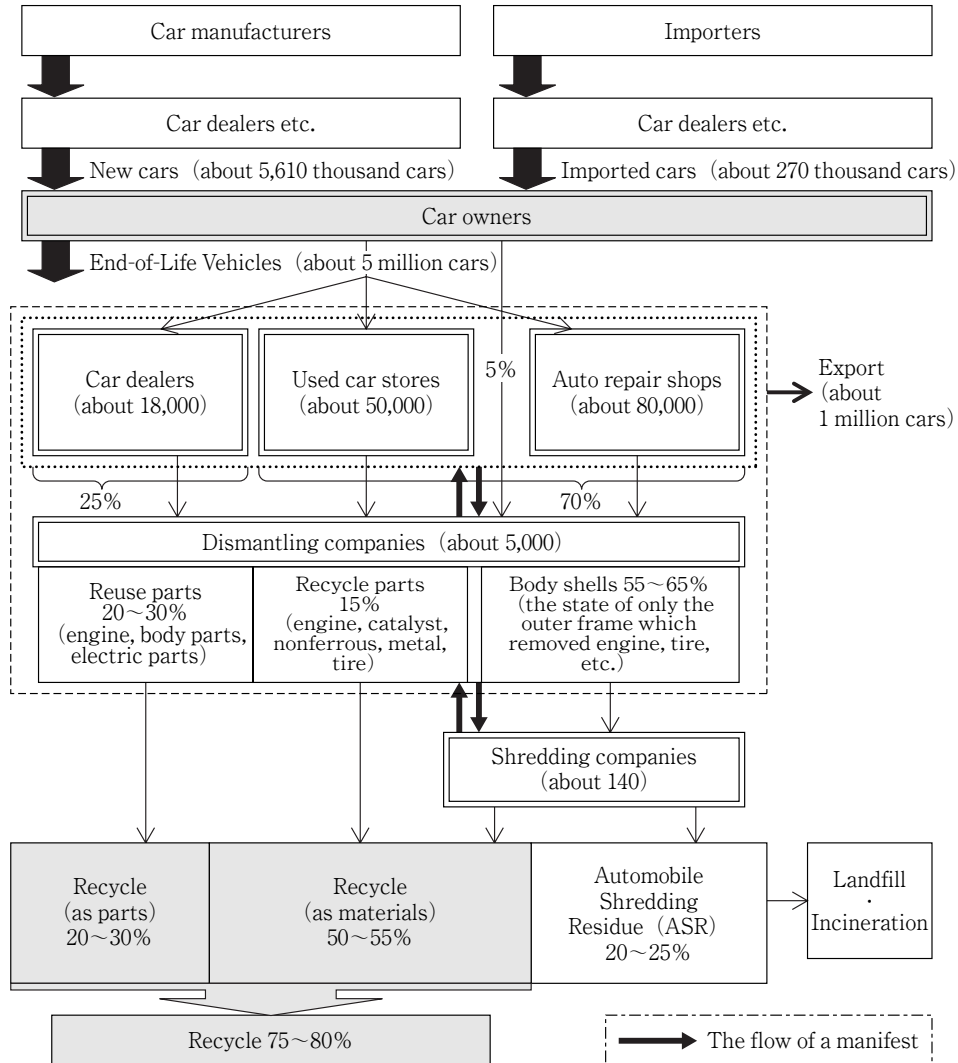 Car manufacturers
Importers
Car dealers etc.
Car dealers etc.
New cars (about 5,610 thousand cars)
Imported cars (about 270 thousand cars)
Car owners
End-of-Life Vehicles (about 5 million cars)
Car dealers
(about 18,000)
Used car stores
(about 50,000)
5%
Auto repair shops
(about 80,000)
Export
(about
1 million cars)
25%
70%
Dismantling companies (about 5,000)
Reuse parts
20～30%
(engine, body parts,
electric parts)
Recycle parts
15%
(engine, catalyst,
nonferrous, metal,
tire)
Body shells 55～65%
(the state of only the
outer frame which
removed engine, tire,
etc.)
Shredding companies
(about 140)
Recycle
(as parts)
20～30%
Recycle
(as materials)
50～55%
Automobile
Shredding
Residue (ASR)
20～25%
Landfill
·
Incineration
Recycle 75～80%
The flow of a manifest